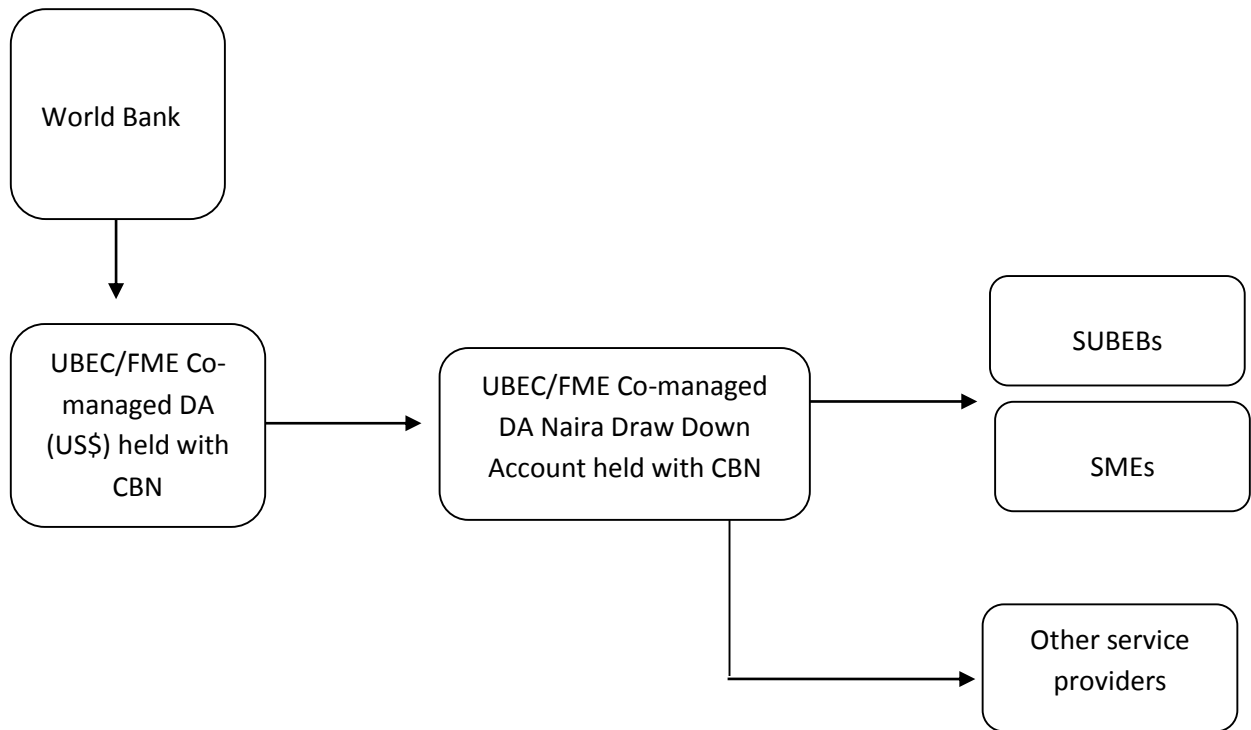 World Bank
UBEC/FME Co-
managed DA
(US$) held with
CBN
UBEC/FME Co-managed
DA Naira Draw Down
Account held with CBN
SUBEBs
SMEs
Other service
providers